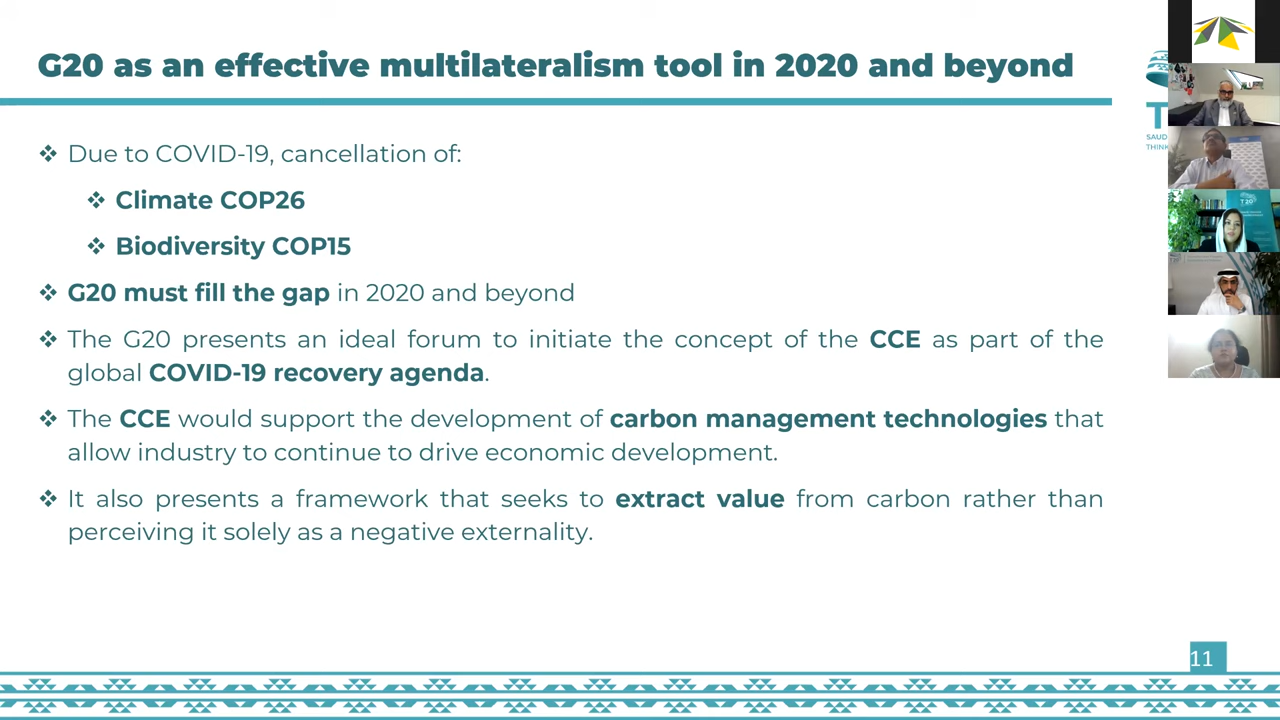 G20 as an effective multilateralism tool in 2020 and beyond
❖ Due to COVID-19, cancellation of:
❖ Climate COP26
❖ Biodiversity COP15
❖ G20 must fill the gap in 2020 and beyond
❖ The G20 presents an ideal forum to initiate the concept of the CCE as part of the
global COVID-19 recovery agenda.
❖ The CCE would support the development of carbon management technologies that
allow industry to continue to drive economic development.
❖ It also presents a framework that seeks to extract value from carbon rather than
perceiving it solely as a negative externality.
T
SAUD
THINK
T20
11